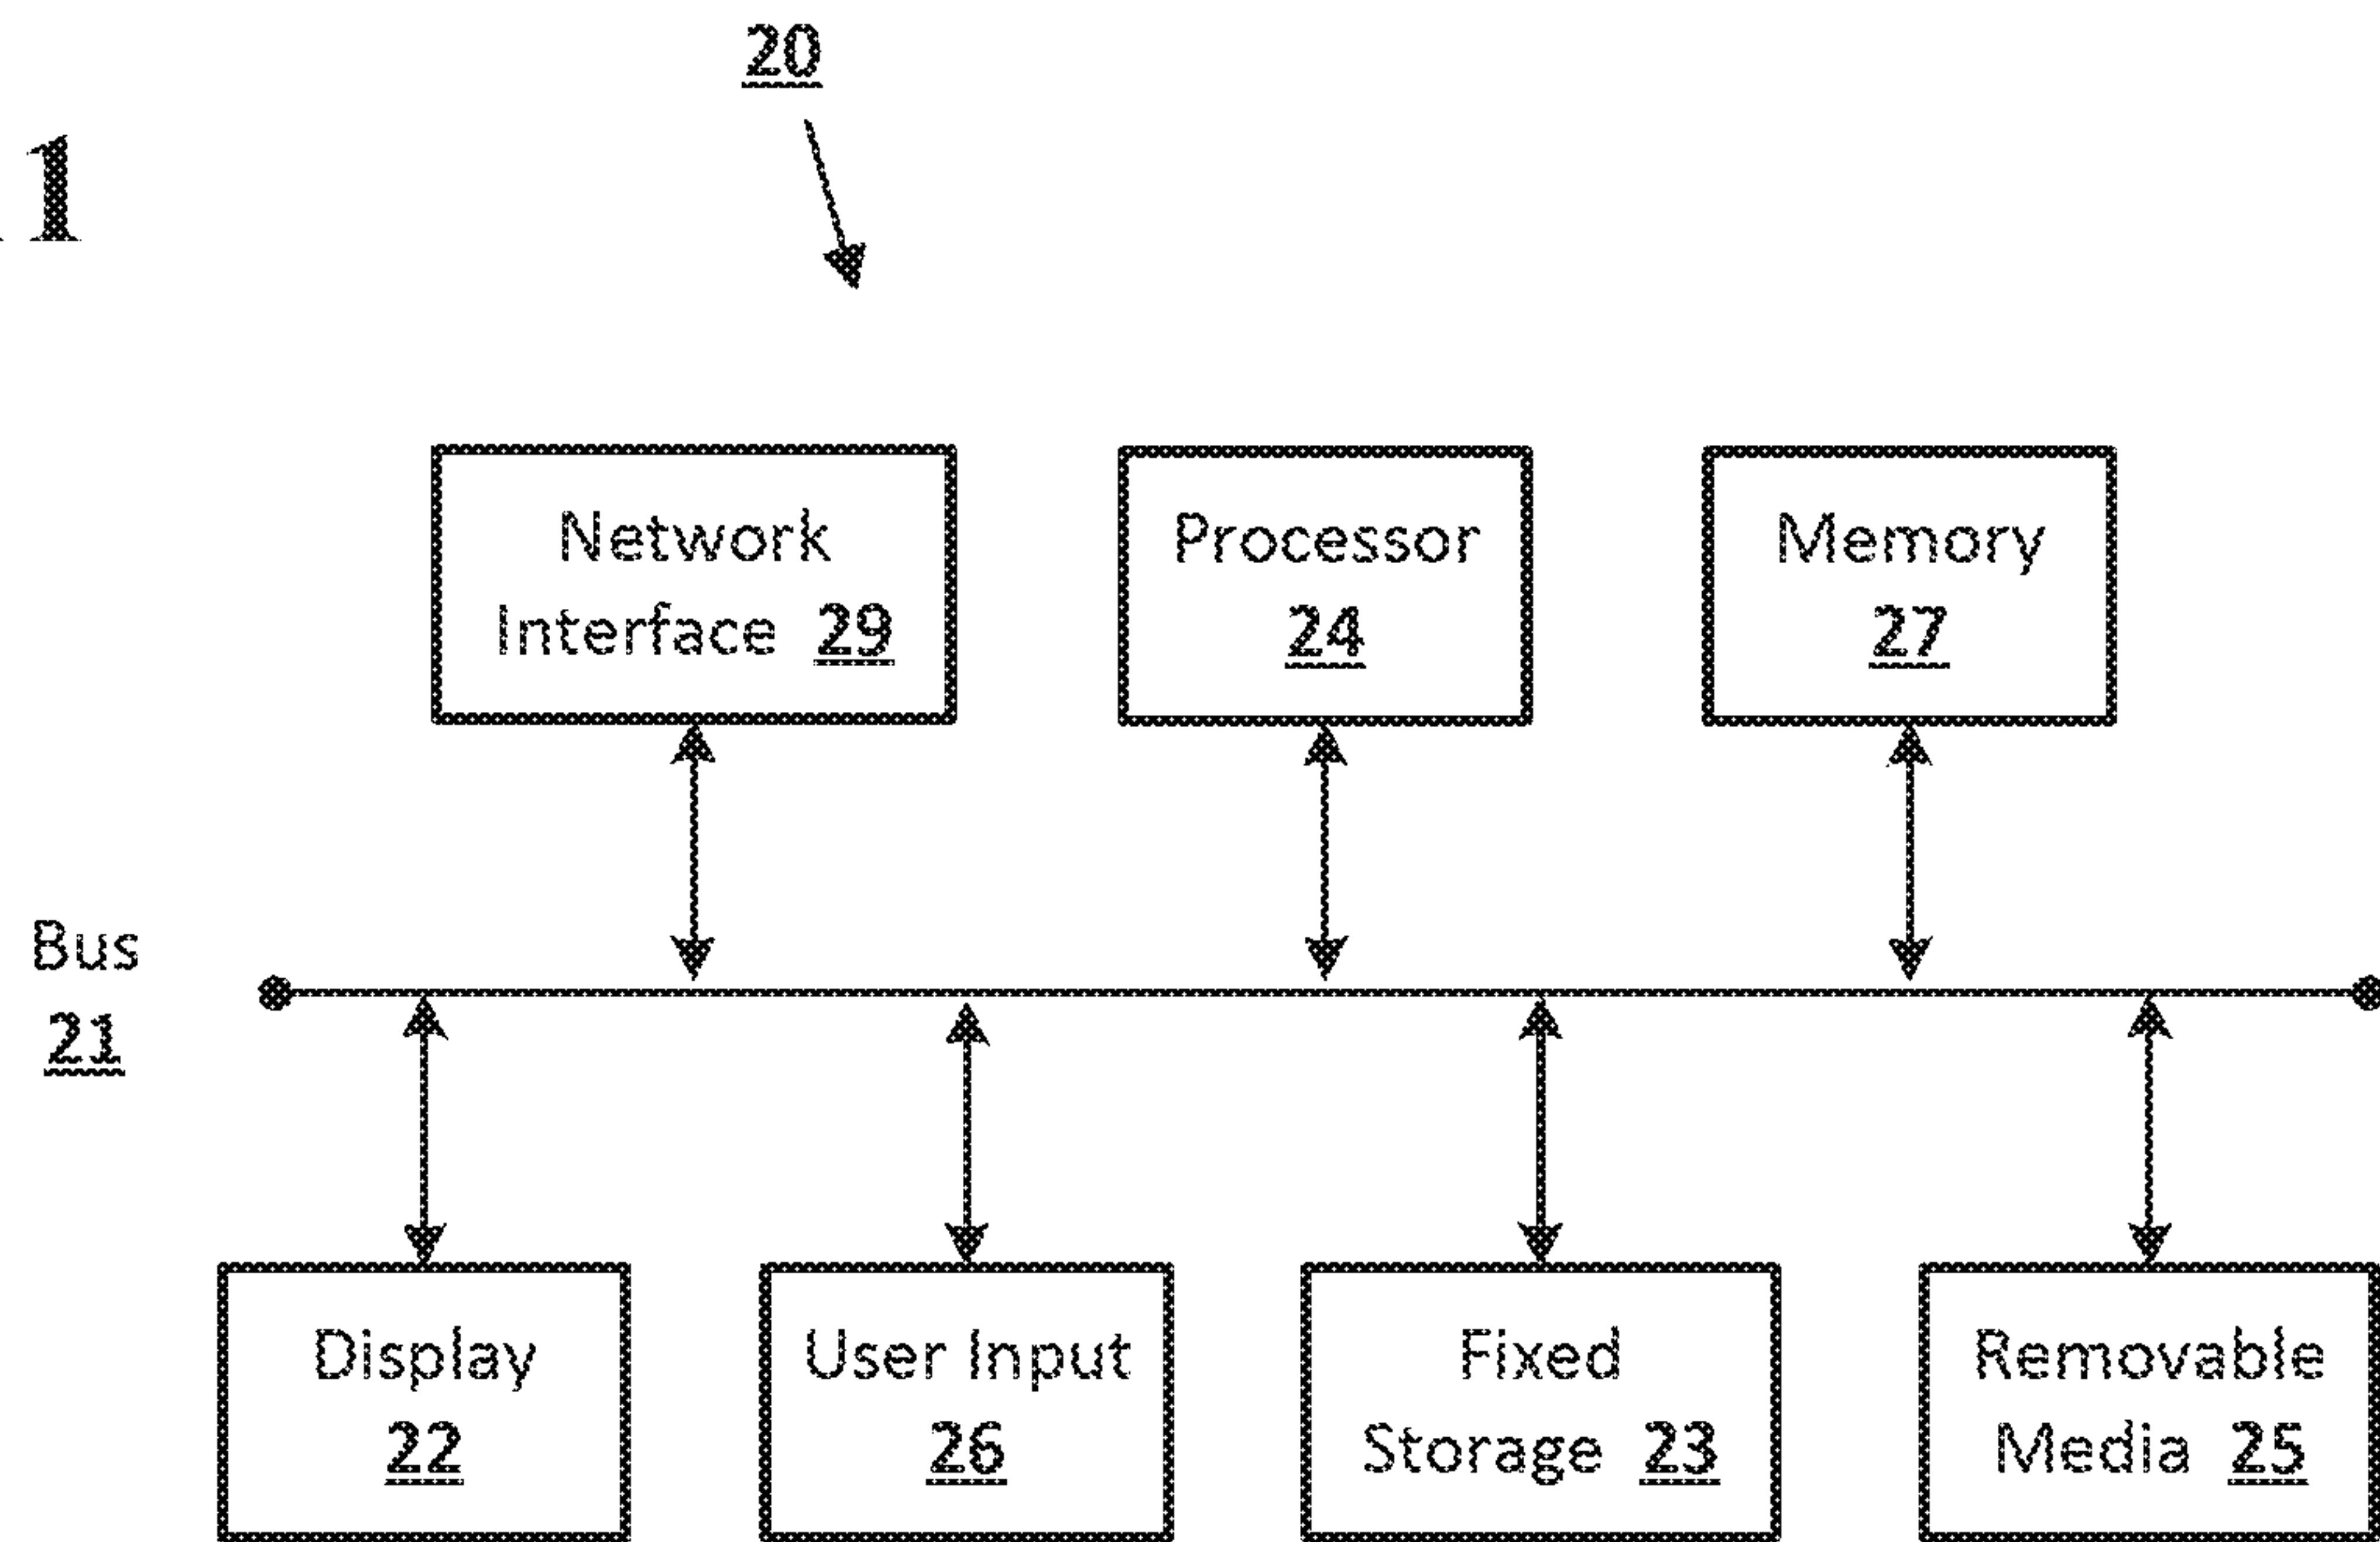 20
1
Network
Interface 29
Processor
24
Memory
27
Bus
21
Display
22
User Input
26
Fixed
Storage 23
Removable
Media 25